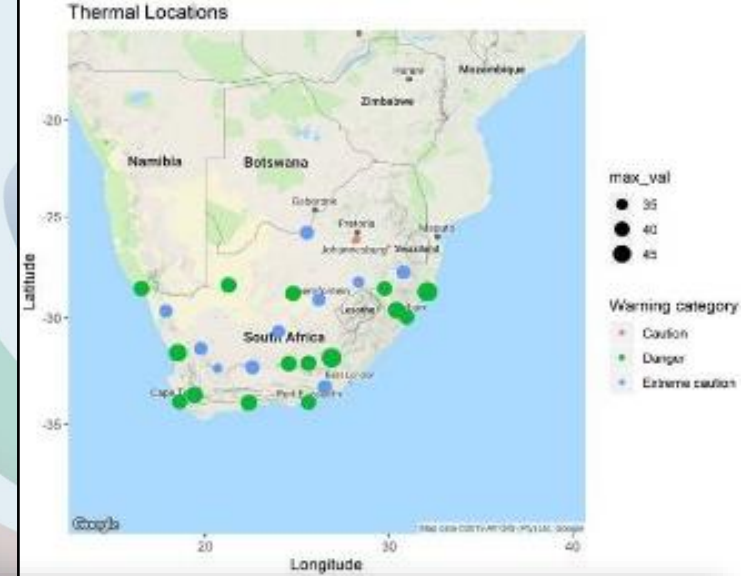 Thermal Locations
Harare
Mozambique
Zimbabwe
-20
Namibia
Botswana
max_val
35
40
45
Gaborone
-25
Pretoria
Maputo
Johannesburg
Swaziland
Latitude
Lesotho
-30
South Africa
Warning category
Caution
Danger
Extreme caution
East London
Cape T
Port E
-35
Google
20
30
40
Longitude